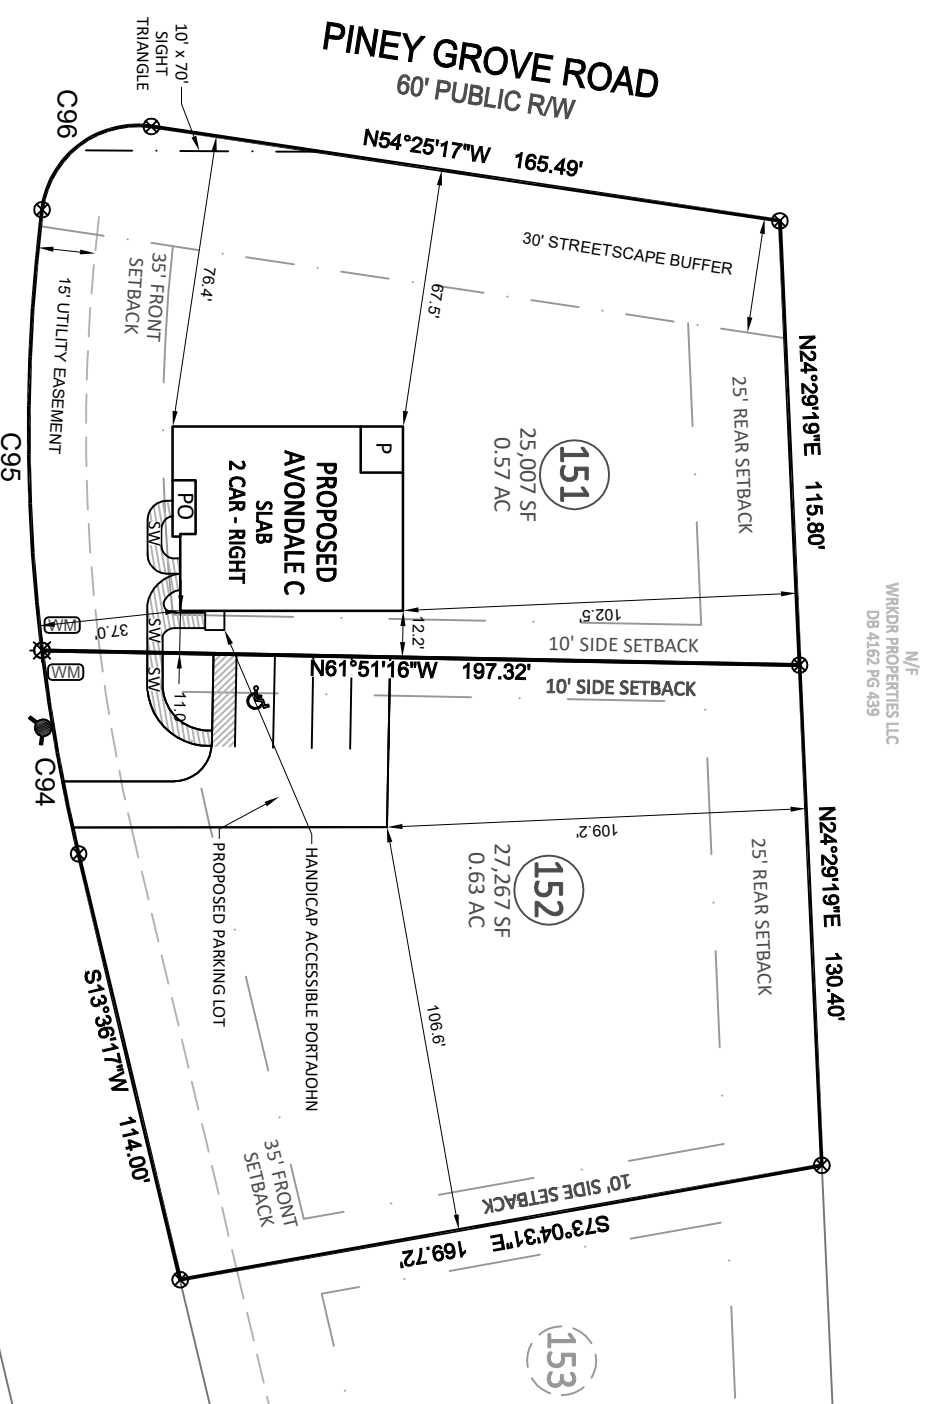 PINEY GROVE ROAD
60' PUBLIC R/W
10' x 70'
SIGHT
TRIANGLE
C96
N54°25'17"W 165.49'
30' STREETSCAPE BUFFER
76.4'
67.5'
35' FRONT
SETBACK
15' UTILITY EASEMENT
C95
25' REAR SETBACK
N24°29'19"E 115.80'
151
25,007 SF
0.57 AC
P
PROPOSED
AVONDALE C
SLAB
2 CAR - RIGHT
PO
SW
SW
SW
WM
WM
37.0'
12.2'
102.5'
11.0
10' SIDE SETBACK
N61°51'16"W 197.32'
10' SIDE SETBACK
N/F
WRKDR PROPERTIES LLC
DB 4162 PG 439
C94
109.2'
N24°29'19"E 130.40'
25' REAR SETBACK
152
27,267 SF
0.63 AC
PROPOSED PARKING LOT
HANDICAP ACCESSIBLE PORTAJOHN
106.6'
S13°36'17"W 114.00'
35' FRONT
SETBACK
10' SIDE SETBACK
S73°04'31"E 169.72'
153